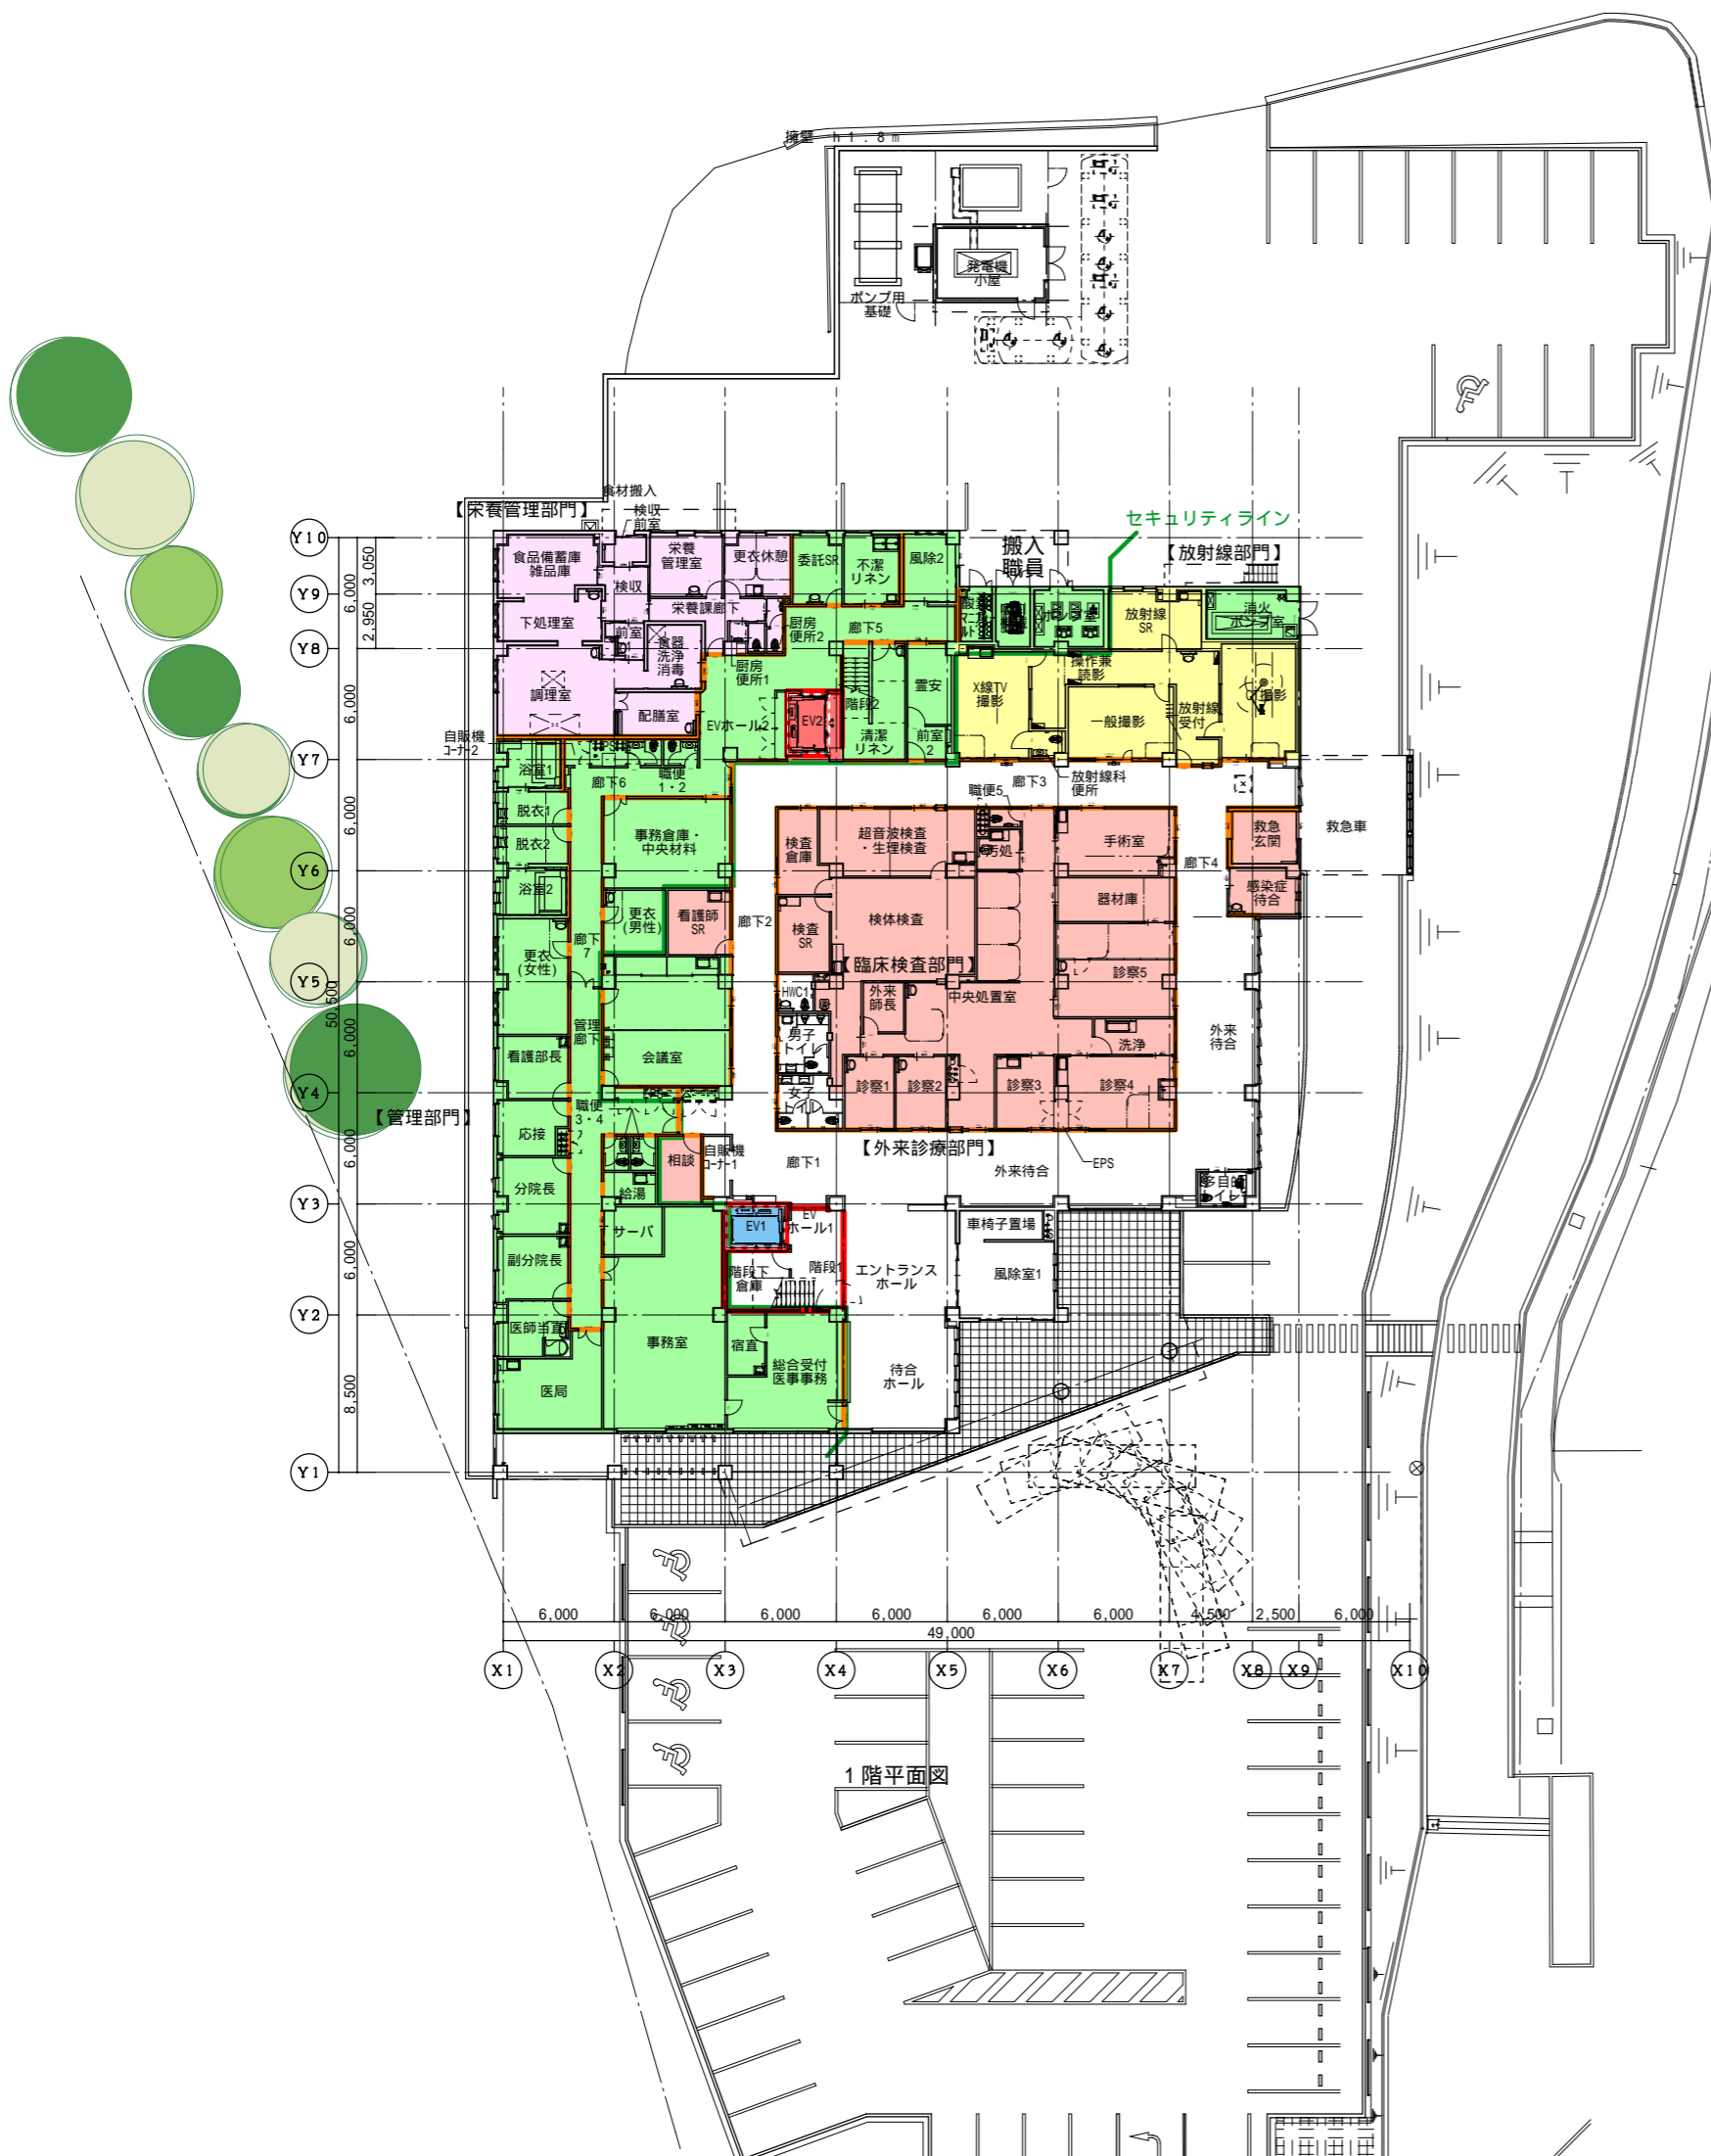 擁壁 h1.8m
発電機
小屋
ポンプ用
基礎
食材搬入
【栄養管理部門】
検収
前室
セキュリティライン
搬入
職員
【放射線部門】
Y10
Y9
Y8
Y7
Y6
Y5
Y4
Y3
Y2
Y1
3,050
6,000
2,950
6,000
6,000
6,000
6,000
6,000
6,000
8,500
50,500
食品備蓄庫
雑品庫
栄養
管理室
更衣休憩
委託SR
不潔
リネン
風除2
検収
栄養課廊下
下処理室
前室
食器
洗浄
消毒
厨房
便所2
廊下5
放射線
SR
消火
ポンプ室
調理室
配膳室
厨房
便所1
EVホール2
EV2
階段2
清潔
リネン
霊安
前室
2
X線TV
撮影
操作兼
読影
一般撮影
放射線
受付
自販機
コーナー2
浴室1
廊下6
職便
1・2
廊下3
放射線科
便所
職便5
脱衣1
脱衣2
浴室2
事務倉庫・
中央材料
検査
倉庫
超音波検査
・生理検査
汚処
手術室
廊下4
救急
玄関
救急車
感染症
待合
更衣
(男性)
看護師
SR
廊下2
検査
SR
検体検査
器材庫
更衣
(女性)
廊下
7
【臨床検査部門】
診察5
HWC1
外来
師長
中央処置室
管理
廊下
会議室
男子
トイレ
洗浄
外来
待合
看護部長
女子
トイレ
診察1
診察2
診察3
診察4
【管理部門】
職便
3・4
応接
相談
自販機
コーナー1
廊下1
【外来診療部門】
外来待合
EPS
分院長
給湯
多目的
トイレ
サーバ
EV1
EV
ホール1
車椅子置場
副分院長
階段下
倉庫
階段1
エントランス
ホール
風除室1
医師当直
事務室
宿直
総合受付
医事事務
待合
ホール
医局
6,000
6,000
6,000
6,000
6,000
6,000
4,500
2,500
6,000
49,000
X1
X2
X3
X4
X5
X6
X7
X8
X9
X10
1階平面図